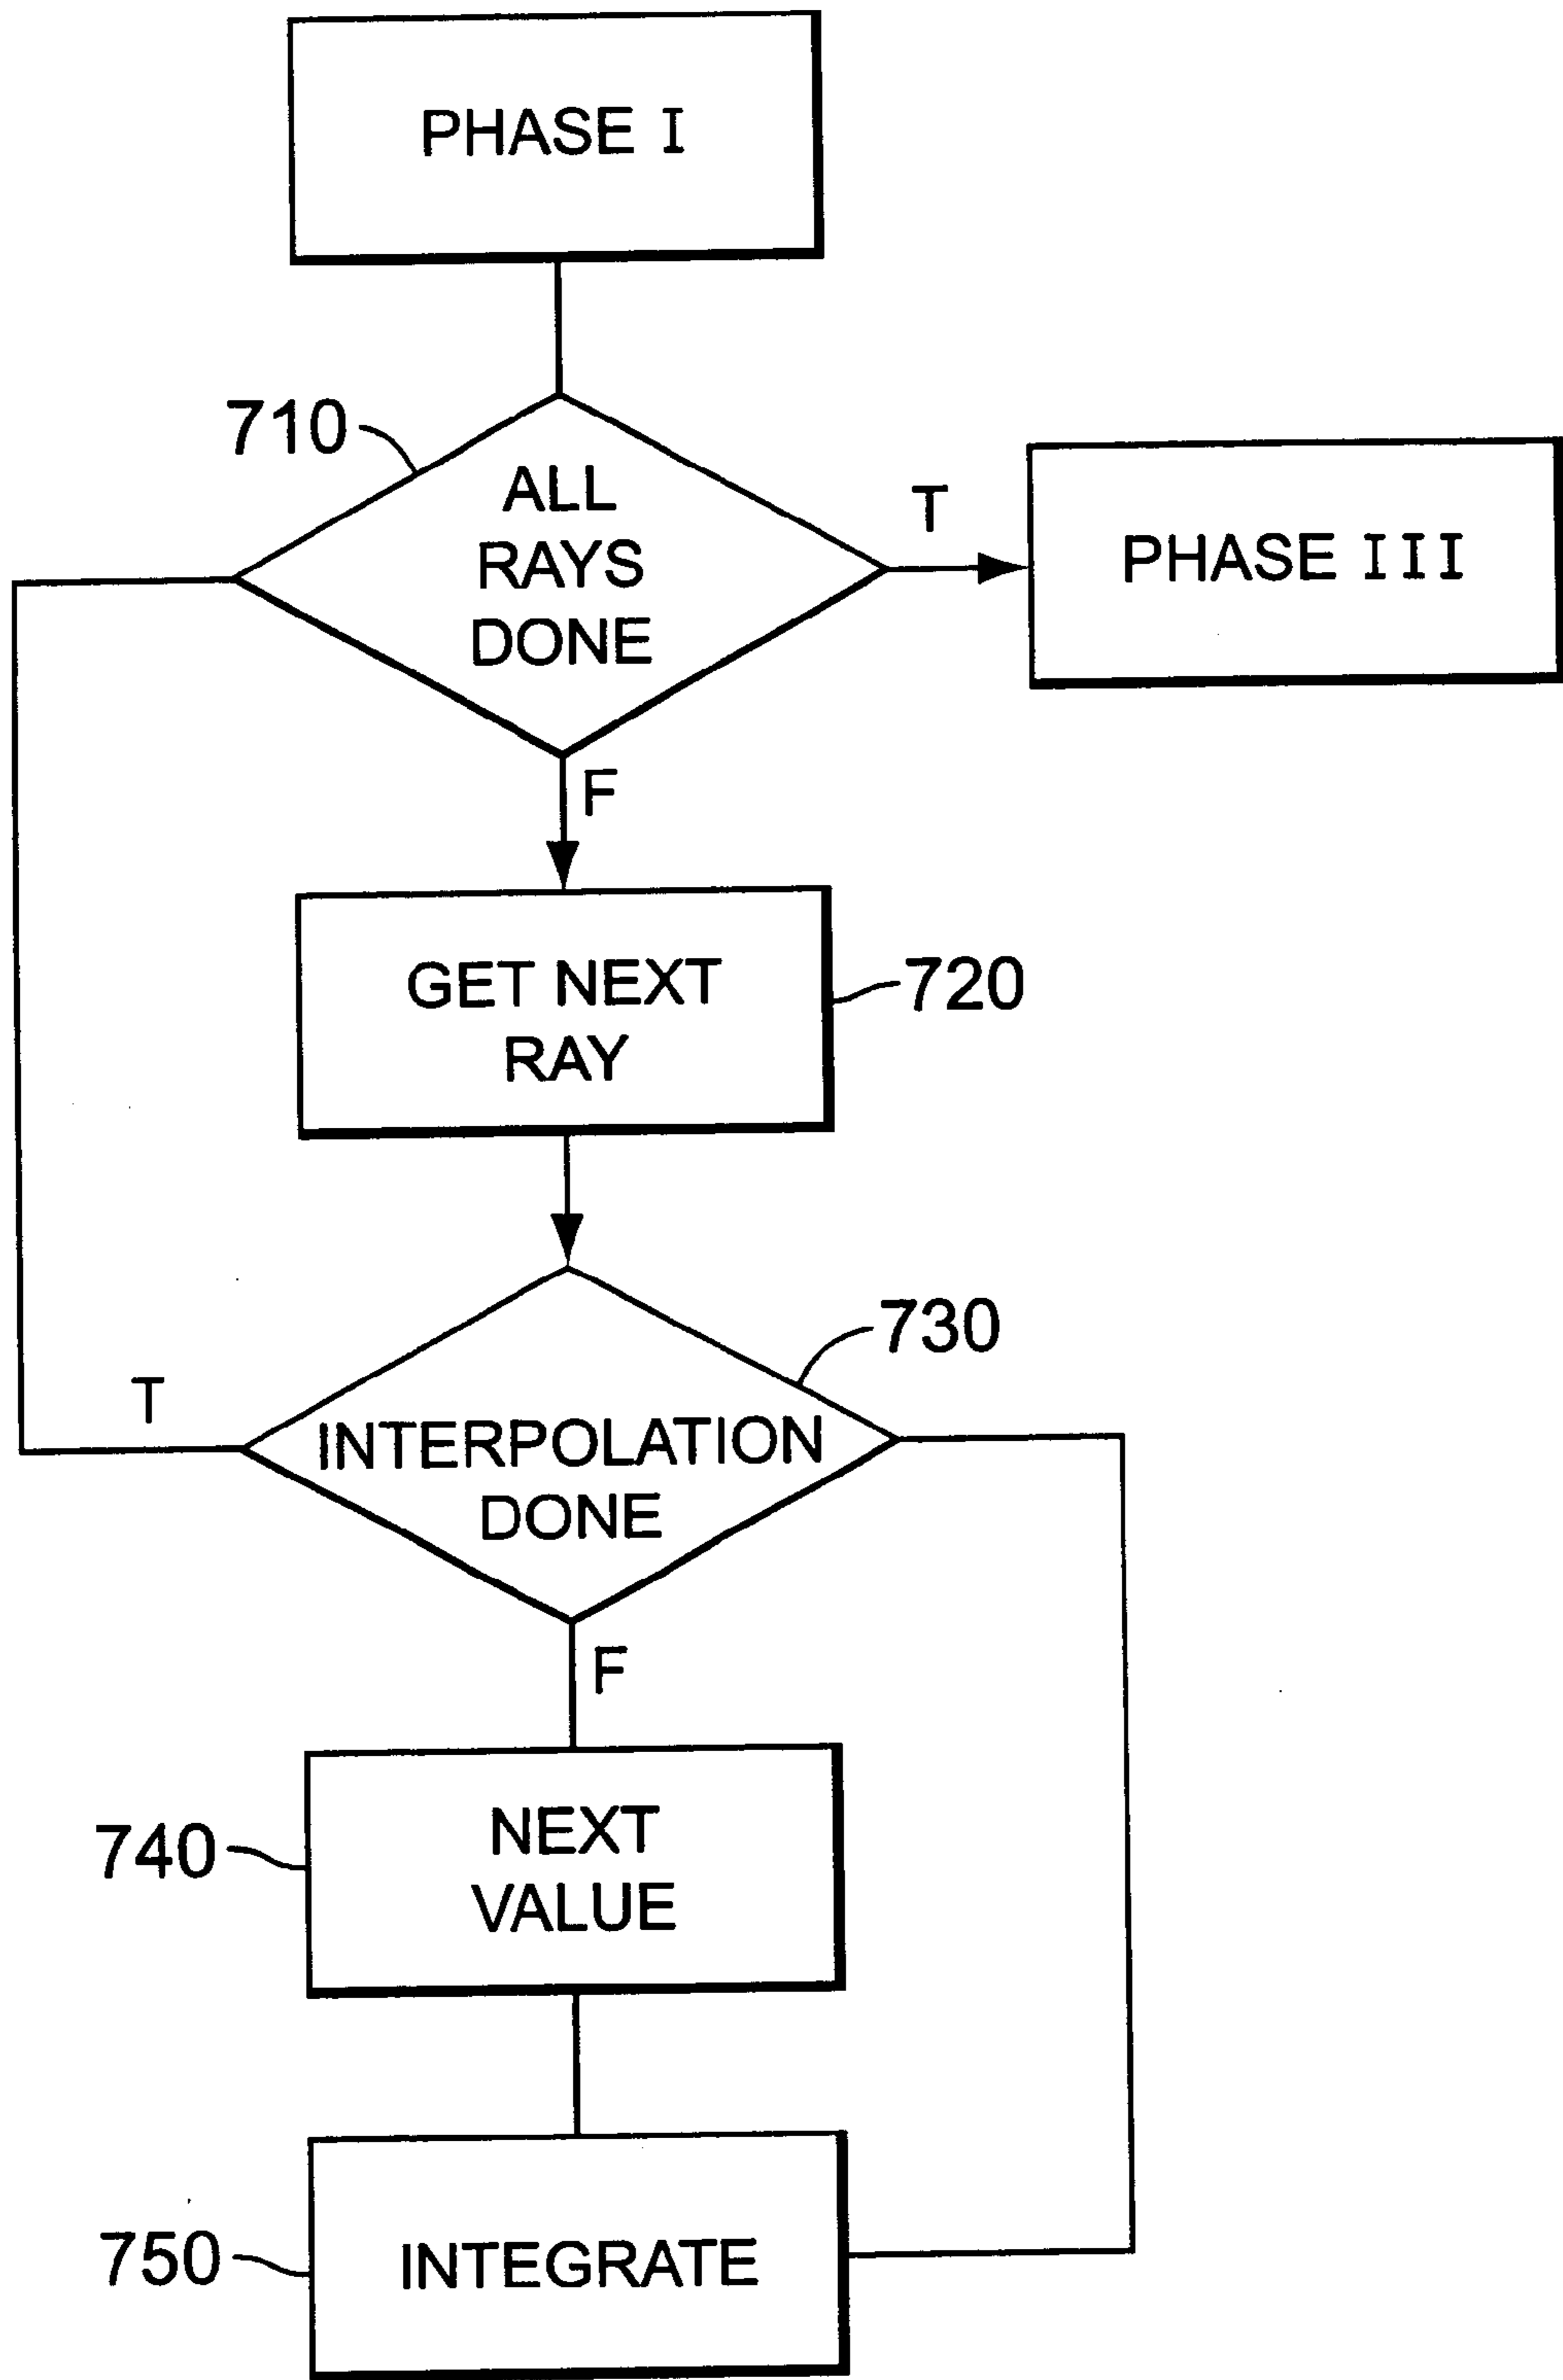 PHASE I
710
ALL
RAYS
DONE
T
PHASE III
F
GET NEXT
RAY
720
730
T
INTERPOLATION
DONE
F
740
NEXT
VALUE
750
INTEGRATE